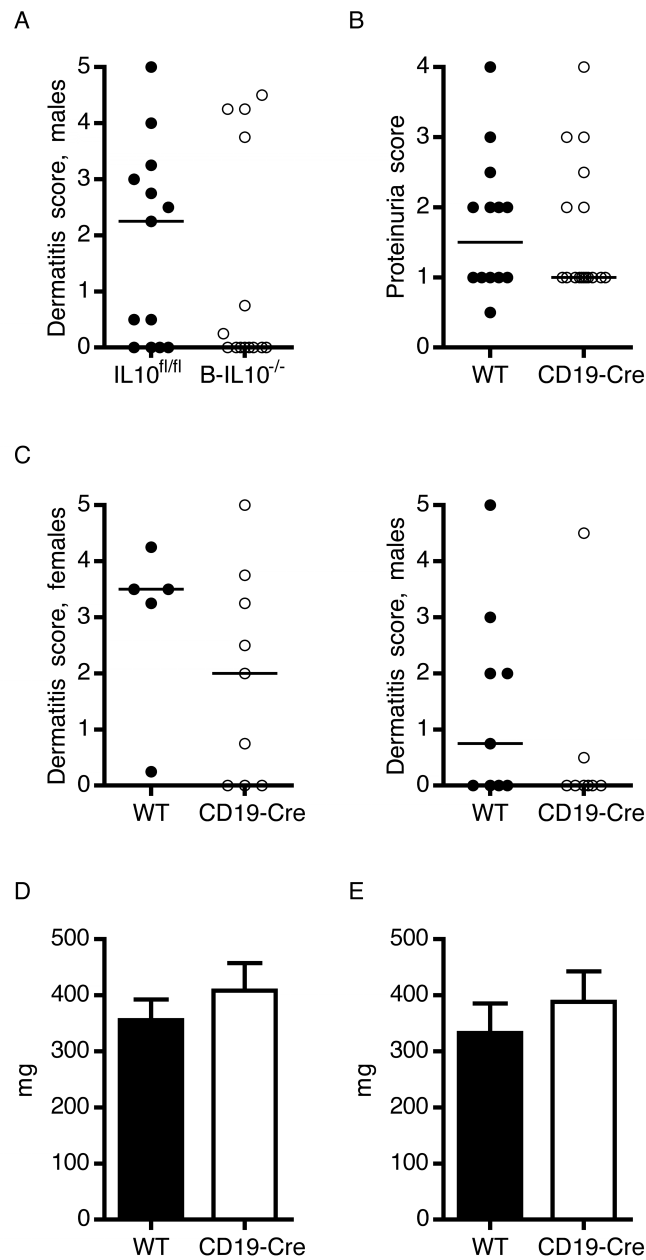 A
Dermatitis score, males
5
4
3
2
1
0
IL10fl/fl
B-IL10-/-
B
Proteinuria score
4
3
2
1
0
WT
CD19-Cre
C
Dermatitis score, females
5
4
3
2
1
0
WT
CD19-Cre
Dermatitis score, males
5
4
3
2
1
0
WT
CD19-Cre
D
mg
500
400
300
200
100
0
WT
CD19-Cre
E
mg
500
400
300
200
100
0
WT
CD19-Cre